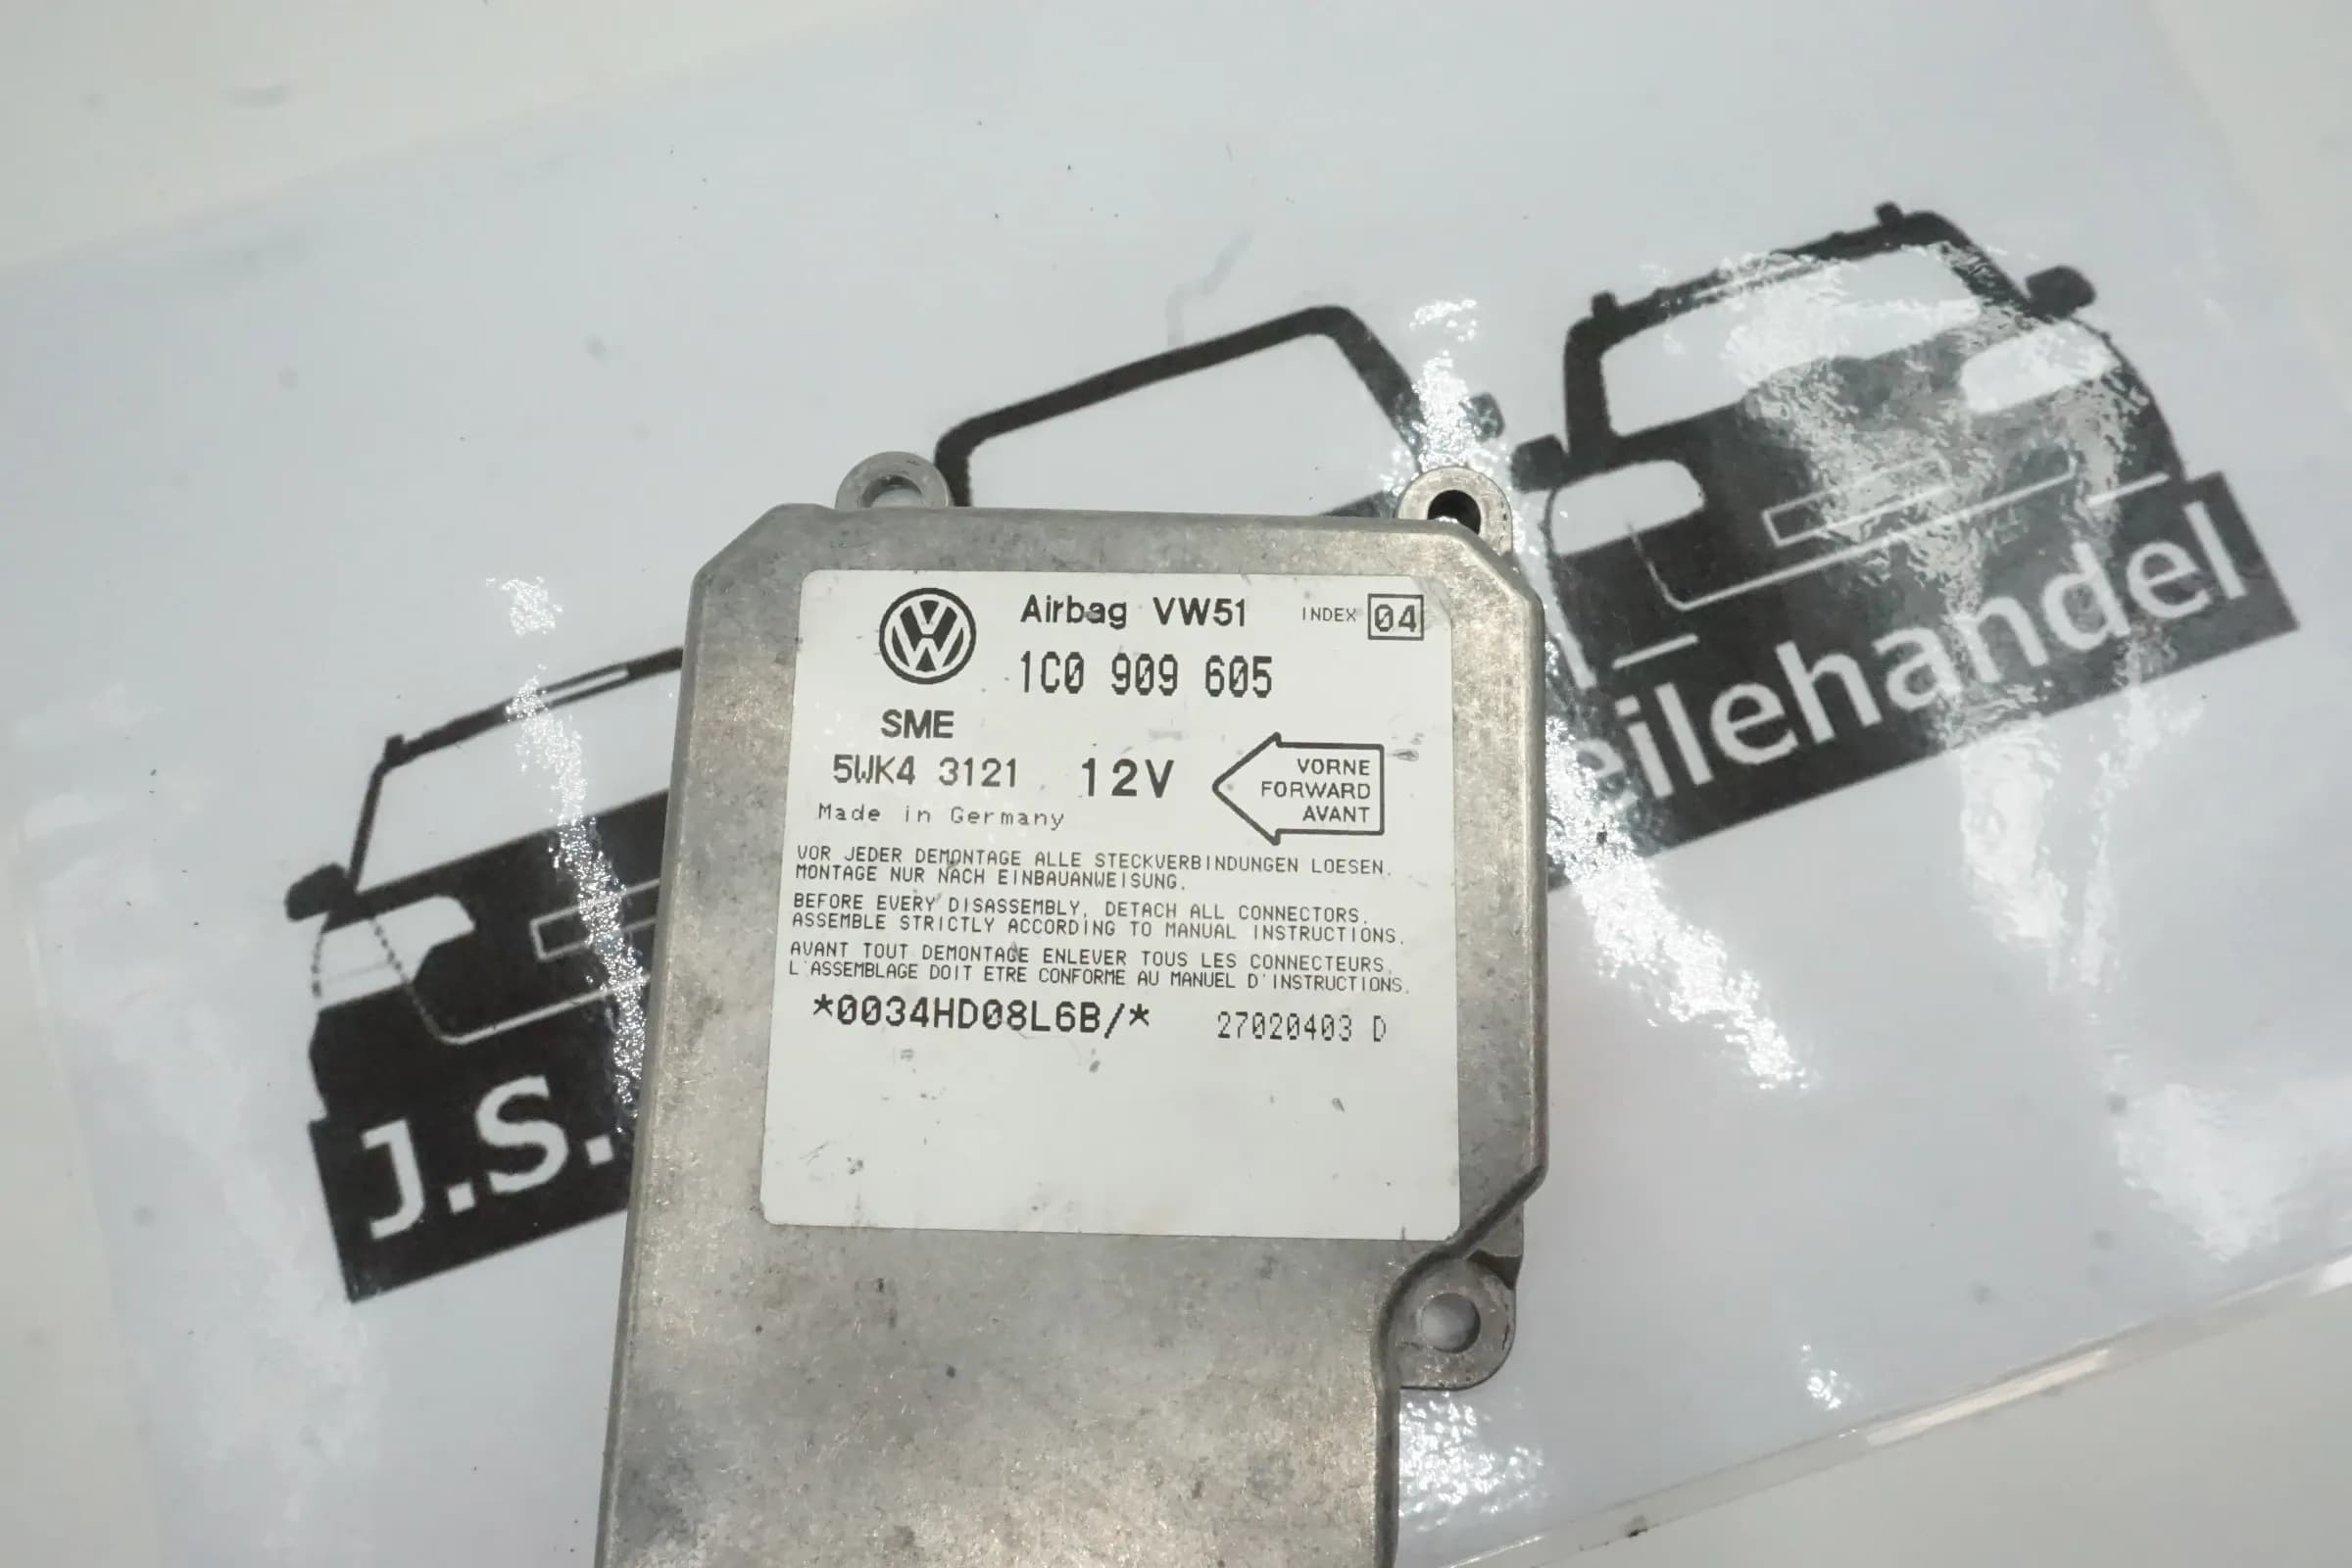 Airbag VW51 INDEX 04
1C0 909 605
SME
5WK4 3121 12V
VORNE
FORWARD
AVANT
Made in Germany
VOR JEDER DEMONTAGE ALLE STECKVERBINDUNGEN LOESEN.
MONTAGE NUR NACH EINBAUANWEISUNG.
BEFORE EVERY DISASSEMBLY, DETACH ALL CONNECTORS.
ASSEMBLE STRICTLY ACCORDING TO MANUAL INSTRUCTIONS.
AVANT TOUT DEMONTAGE ENLEVER TOUS LES CONNECTEURS.
L'ASSEMBLAGE DOIT ETRE CONFORME AU MANUEL D'INSTRUCTIONS.
*0034HD08L6B/* 27020403 D
J.S. eilehandel